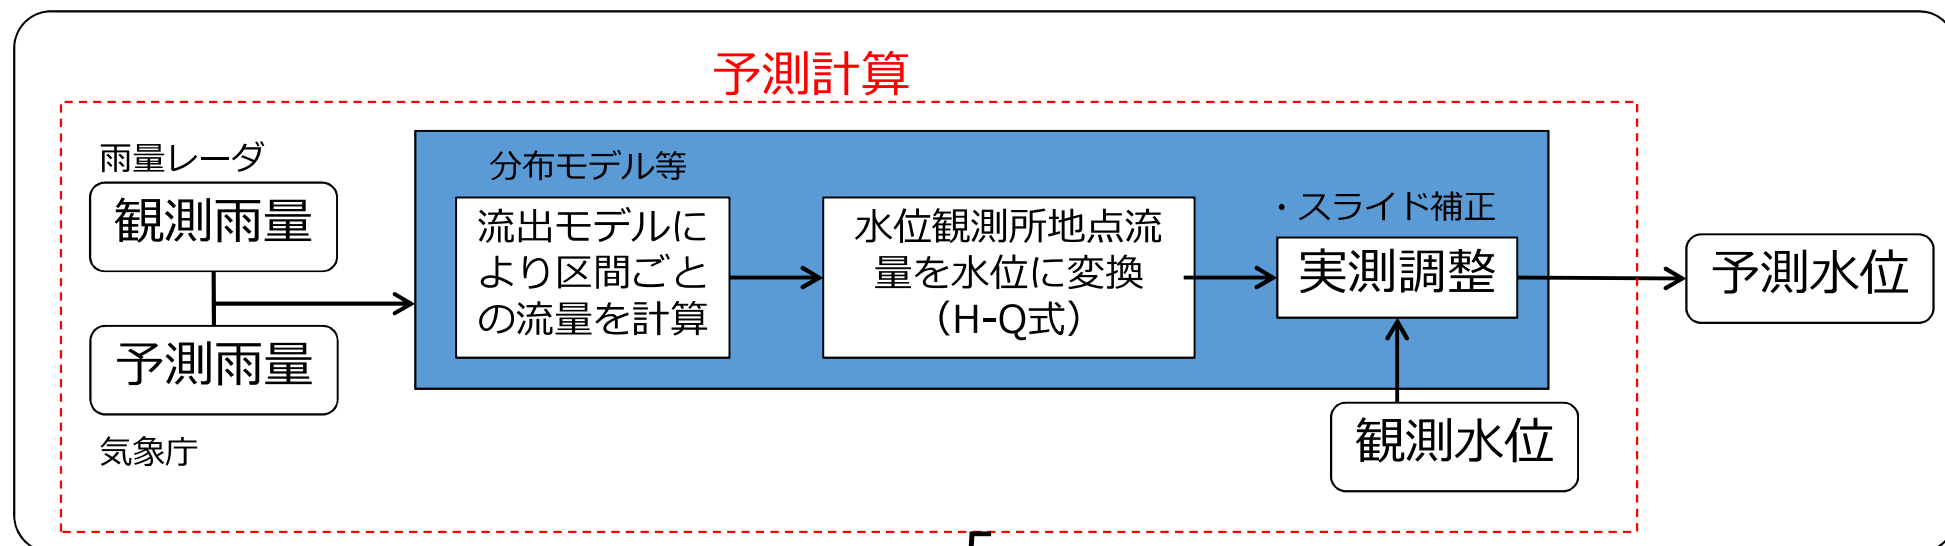 予測計算
雨量レーダ
観測雨量
予測雨量
気象庁
分布モデル等
流出モデルに
より区間ごと
の流量を計算
水位観測所地点流
量を水位に変換
（H-Q式）
・スライド補正
実測調整
観測水位
予測水位